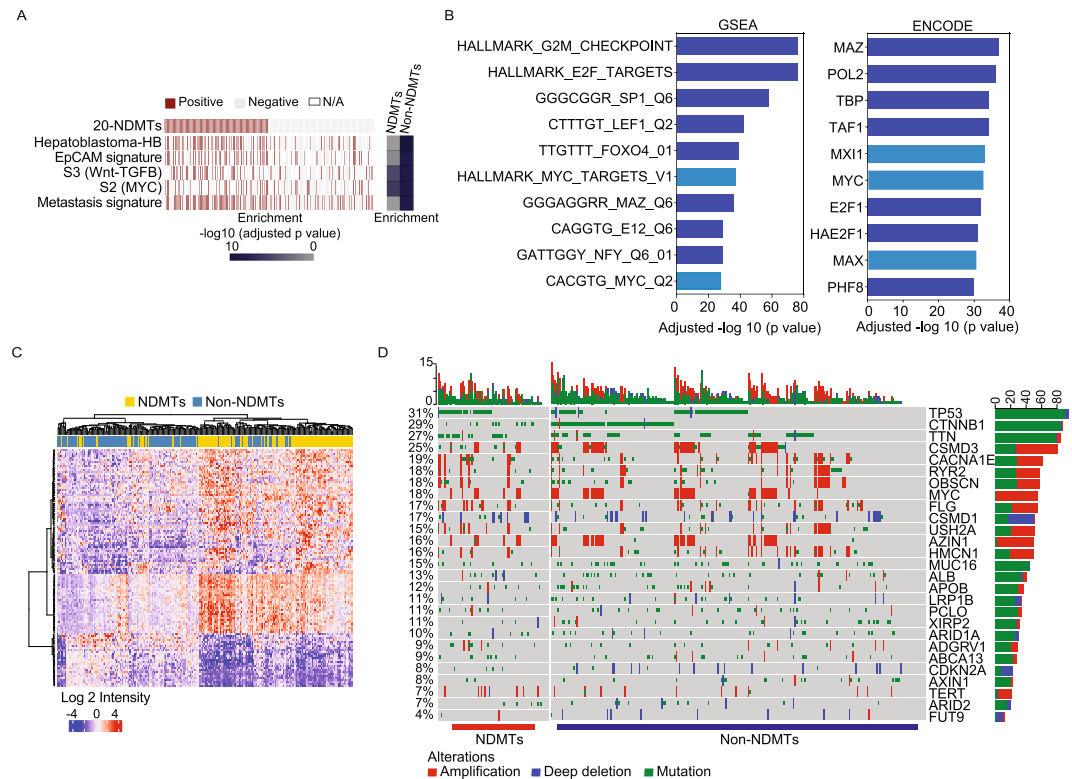 A
Positive Negative N/A
NDMTs
Non-NDMTs
20-NDMTs
Hepatoblastoma-HB
EpCAM signature
S3 (Wnt-TGFB)
S2 (MYC)
Metastasis signature
Enrichment
Enrichment
-log10 (adjusted p value)
10 0
B
GSEA
HALLMARK_G2M_CHECKPOINT
HALLMARK_E2F_TARGETS
GGGCGGR_SP1_Q6
CTTTGT_LEF1_Q2
TTGTTT_FOXO4_01
HALLMARK_MYC_TARGETS_V1
GGGAGGRR_MAZ_Q6
CAGGTG_E12_Q6
GATTGGY_NFY_Q6_01
CACGTG_MYC_Q2
0 20 40 60 80
Adjusted -log 10 (p value)
ENCODE
MAZ
POL2
TBP
TAF1
MXI1
MYC
E2F1
HAE2F1
MAX
PHF8
0 10 20 30 40
Adjusted -log 10 (p value)
C
NDMTs Non-NDMTs
Log 2 Intensity
-4 0 4
D
15
0
0 20 40 60 80
31% TP53
29% CTNNB1
27% TTN
25% CSMD3
19% CACNA1E
18% RYR2
18% OBSCN
18% MYC
17% FLG
17% CSMD1
15% USH2A
16% AZIN1
16% HMCN1
15% MUC16
13% ALB
12% APOB
11% LRP1B
11% PCLO
11% XIRP2
10% ARID1A
9% ADGRV1
9% ABCA13
8% CDKN2A
8% AXIN1
7% TERT
7% ARID2
4% FUT9
NDMTs Non-NDMTs
Alterations
Amplification Deep deletion Mutation